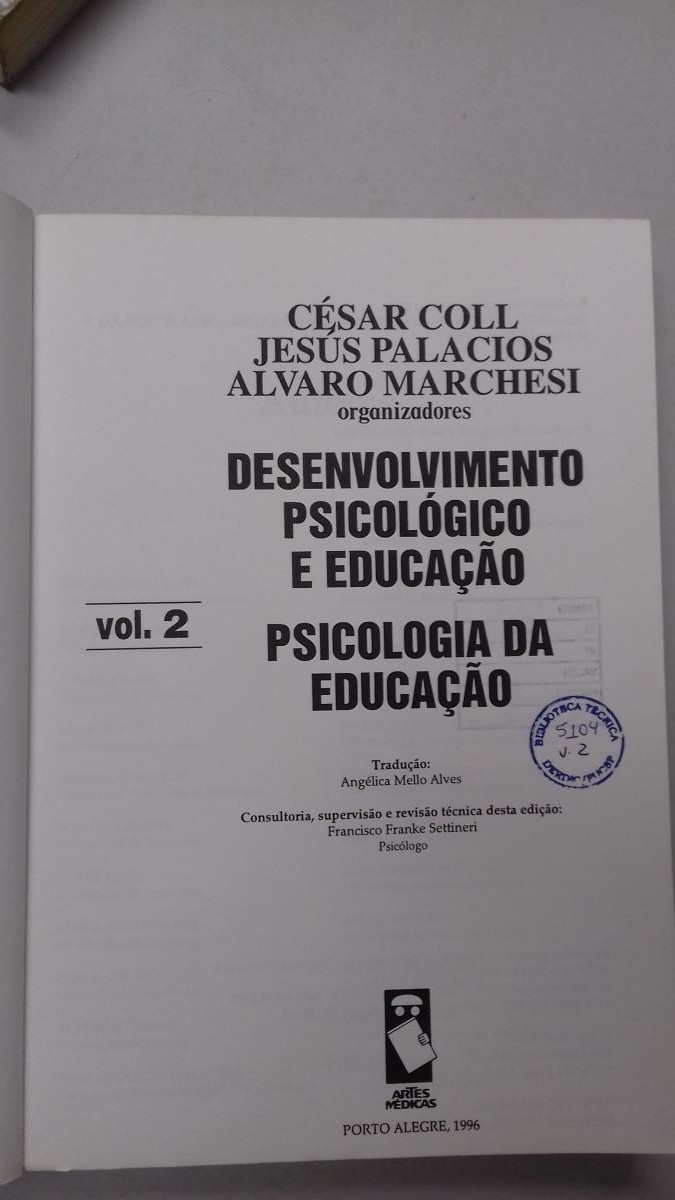 CÉSAR COLL
JESÚS PALACIOS
ALVARO MARCHESI
organizadores
DESENVOLVIMENTO
PSICOLÓGICO
E EDUCAÇÃO
vol. 2
PSICOLOGIA DA
EDUCAÇÃO
BIBLIOTECA TÉCNICA
5104
v. 2
DERDIC/PUCSP
Tradução:
Angélica Mello Alves
Consultoria, supervisão e revisão técnica desta edição:
Francisco Franke Settineri
Psicólogo
ARTES
MÉDICAS
PORTO ALEGRE, 1996